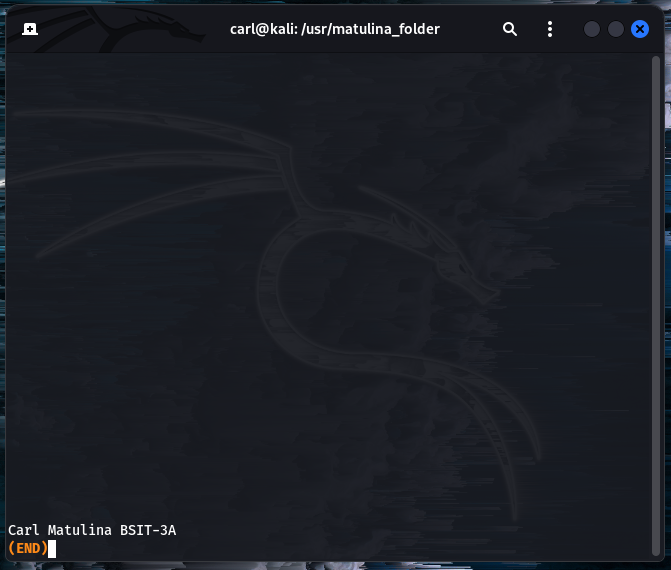 carl@kali: /usr/matulina_folder
Carl Matulina BSIT-3A
(END)